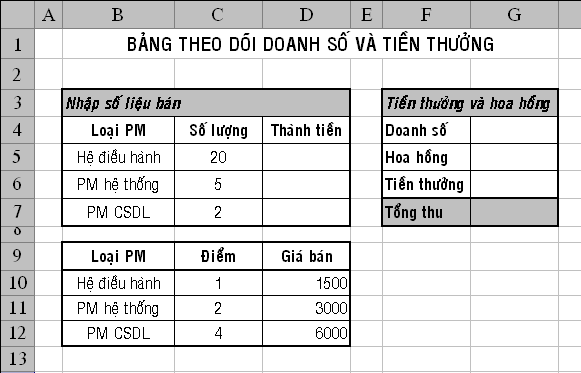 A B C D E F G
1 BẢNG THEO DÕI DOANH SỐ VÀ TIỀN THƯỞNG
2
3 Nhập số liệu bán Tiền thưởng và hoa hồng
4 Loại PM Số lượng Thành tiền Doanh số
5 Hệ điều hành 20 Hoa hồng
6 PM hệ thống 5 Tiền thưởng
7 PM CSDL 2 Tổng thu
8
9 Loại PM Điểm Giá bán
10 Hệ điều hành 1 1500
11 PM hệ thống 2 3000
12 PM CSDL 4 6000
13